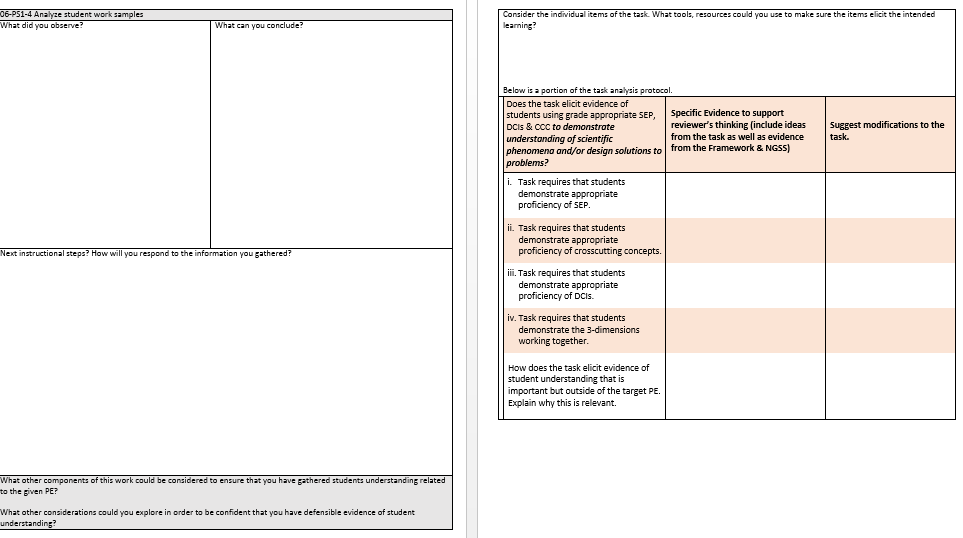 06-PS1-4 Analyze student work samples
What did you observe?
What can you conclude?
Next instructional steps? How will you respond to the information you gathered?
What other components of this work could be considered to ensure that you have gathered students understanding related
to the given PE?
What other considerations could you explore in order to be confident that you have defensible evidence of student
understanding?
Consider the individual items of the task. What tools, resources could you use to make sure the items elicit the intended
learning?
Below is a portion of the task analysis protocol.
Does the task elicit evidence of
students using grade appropriate SEP,
DCIs & CCC to demonstrate
understanding of scientific
phenomena and/or design solutions to
problems?
Specific Evidence to support
reviewer's thinking (include ideas
from the task as well as evidence
from the Framework & NGSS)
Suggest modifications to the
task.
i. Task requires that students
demonstrate appropriate
proficiency of SEP.
ii. Task requires that students
demonstrate appropriate
proficiency of crosscutting concepts.
iii. Task requires that students
demonstrate appropriate
proficiency of DCIs.
iv. Task requires that students
demonstrate the 3-dimensions
working together.
How does the task elicit evidence of
student understanding that is
important but outside of the target PE.
Explain why this is relevant.